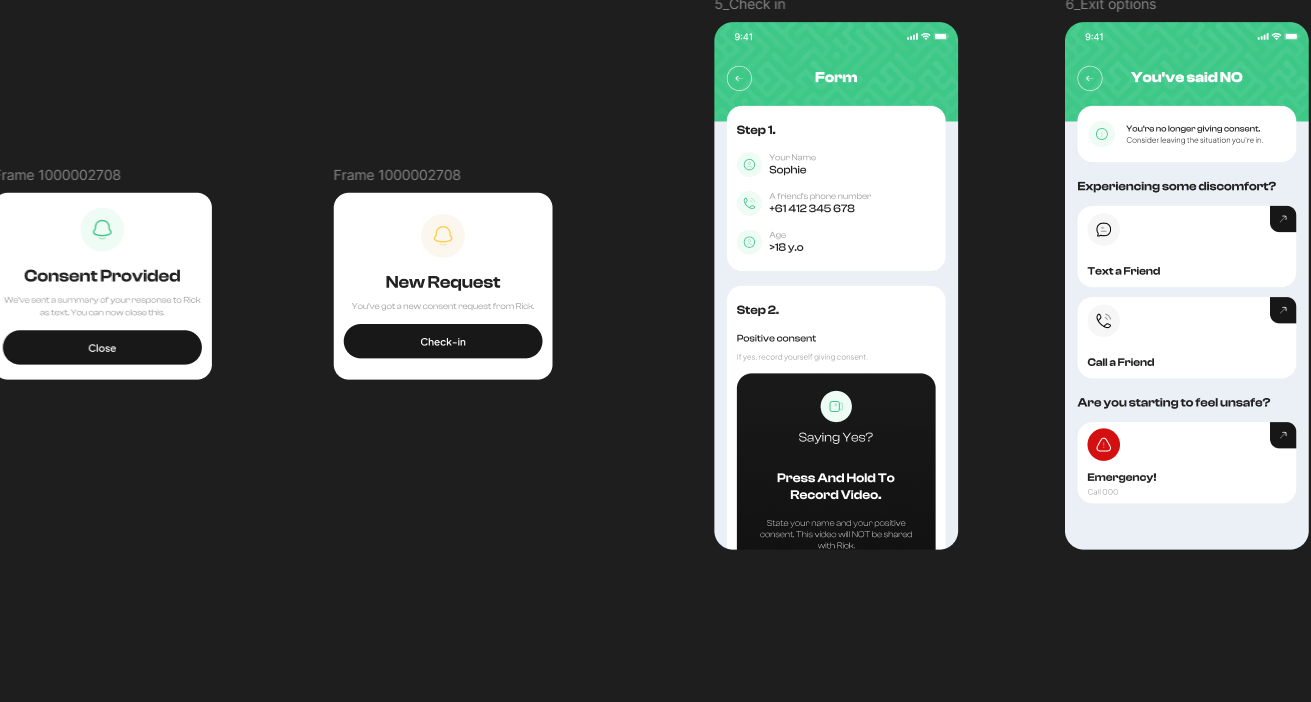 5_Check in
6_Exit options
Frame 1000002708
Consent Provided
We've sent a summary of your response to Rick
as text. You can now close this.
Close
Frame 1000002708
New Request
You've got a new consent request from Rick.
Check-in
9:41
Form
Step 1.
Your Name
Sophie
A friend's phone number
+61 412 345 678
Age
>18 y.o
Step 2.
Positive consent
If yes, record yourself giving consent.
Saying Yes?
Press And Hold To
Record Video.
State your name and your positive
consent. This video will NOT be shared
with Rick.
9:41
You've said NO
You're no longer giving consent.
Consider leaving the situation you're in.
Experiencing some discomfort?
Text a Friend
Call a Friend
Are you starting to feel unsafe?
Emergency!
Call 000